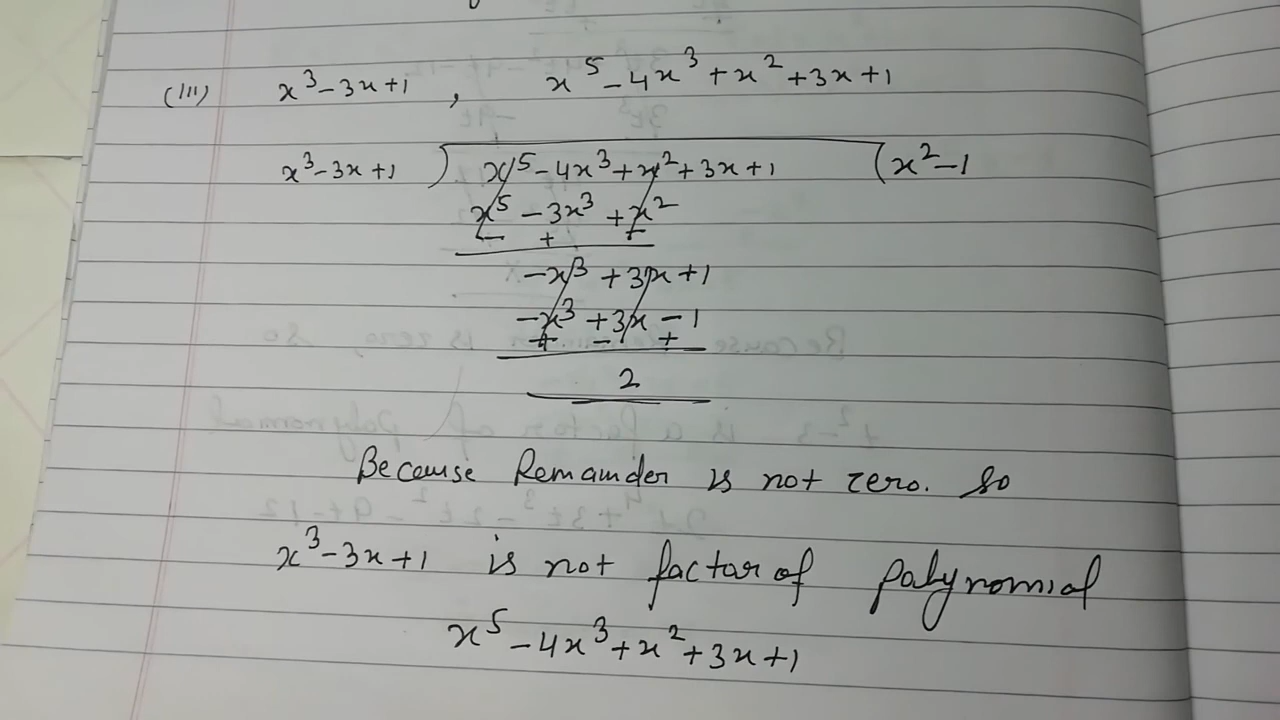 (III) x³-3x+1 , x⁵-4x³+x²+3x+1
x³-3x+1 ) x⁵-4x³+x²+3x+1 ( x²-1
x⁵-3x³+x²
- + -
-x³+3x+1
-x³+3x-1
+ - +
2
Because Remainder is not zero. So
x³-3x+1 is not factor of polynomial
x⁵-4x³+x²+3x+1